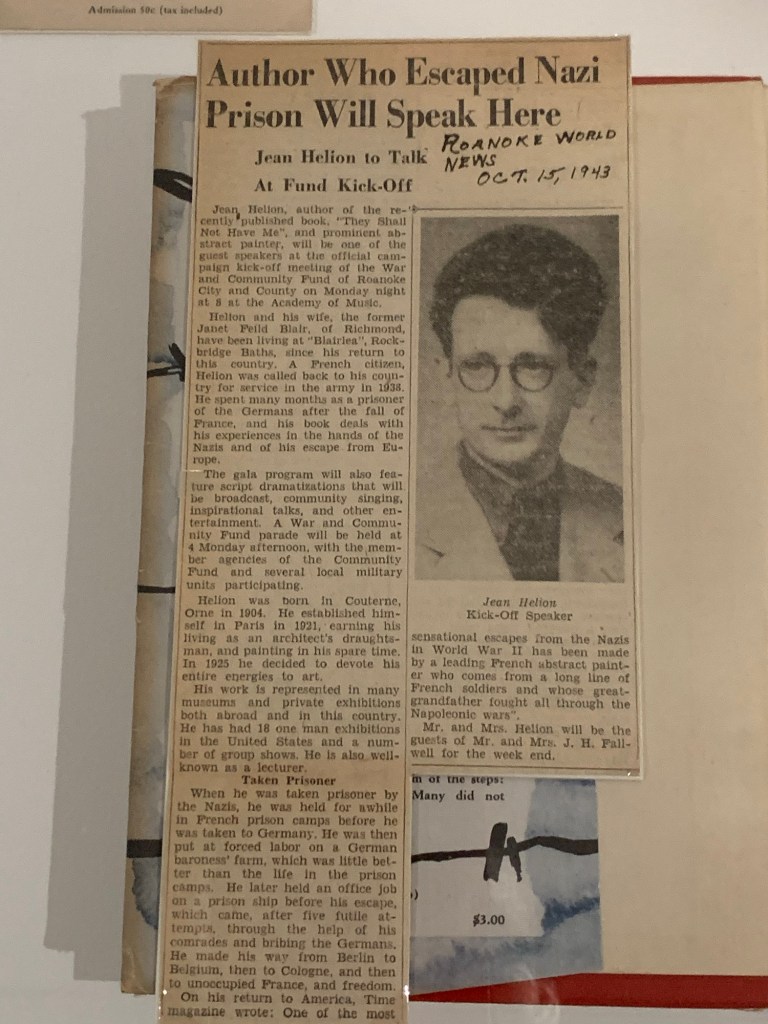 Admission 50c (tax included)
Author Who Escaped Nazi
Prison Will Speak Here
Jean Helion to Talk
At Fund Kick-Off
ROANOKE WORLD
NEWS
OCT. 15, 1943
Jean Helion, author of the re-
cently published book, "They Shall
Not Have Me", and prominent ab-
stract painter, will be one of the
guest speakers at the official cam-
paign kick-off meeting of the War
and Community Fund of Roanoke
City and County on Monday night
at 8 at the Academy of Music.
Helion and his wife, the former
Janet Feild Blair, of Richmond,
have been living at "Blairlea", Rock-
bridge Baths, since his return to
this country. A French citizen,
Helion was called back to his coun-
try for service in the army in 1938.
He spent many months as a prisoner
of the Germans after the fall of
France, and his book deals with
his experiences in the hands of the
Nazis and of his escape from Eu-
rope.
The gala program will also fea-
ture script dramatizations that will
be broadcast, community singing,
inspirational talks, and other en-
tertainment. A War and Commu-
nity Fund parade will be held at
4 Monday afternoon, with the mem-
ber agencies of the Community
Fund and several local military
units participating.
Helion was born in Couterne,
Orne in 1904. He established him-
self in Paris in 1921, earning his
living as an architect's draughts-
man, and painting in his spare time.
In 1925 he decided to devote his
entire energies to art.
His work is represented in many
museums and private exhibitions
both abroad and in this country.
He has had 18 one man exhibitions
in the United States and a num-
ber of group shows. He is also well-
known as a lecturer.
Taken Prisoner
When he was taken prisoner by
the Nazis, he was held for awhile
in French prison camps before he
was taken to Germany. He was then
put at forced labor on a German
baroness' farm, which was little bet-
ter than the life in the prison
camps. He later held an office job
on a prison ship before his escape,
which came, after five futile at-
tempts, through the help of his
comrades and bribing the Germans.
He made his way from Berlin to
Belgium, then to Cologne, and then
to unoccupied France, and freedom.
On his return to America, Time
magazine wrote: One of the most
Jean Helion
Kick-Off Speaker
sensational escapes from the Nazis
in World War II has been made
by a leading French abstract paint-
er who comes from a long line of
French soldiers and whose great-
grandfather fought all through the
Napoleonic wars".
Mr. and Mrs. Helion will be the
guests of Mr. and Mrs. J. H. Fall-
well for the week end.
of the steps:
Many did not
$3.00